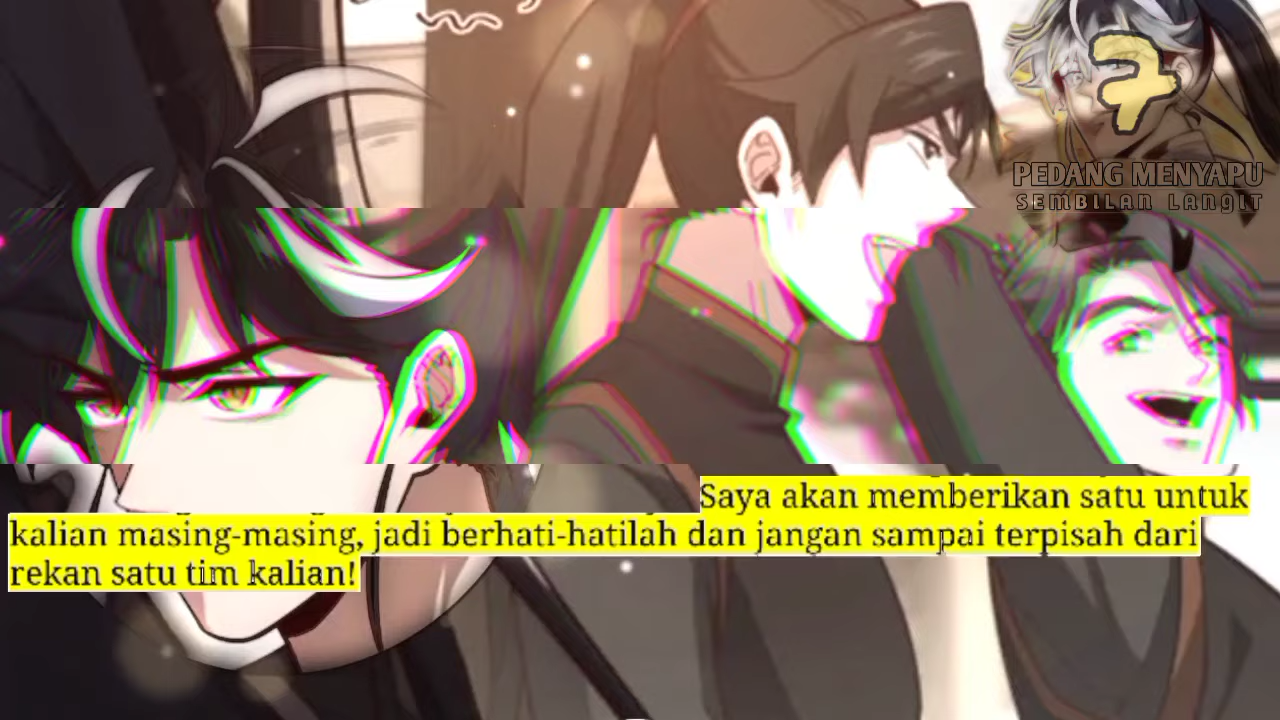 7
PEDANG MENYAPU
SEMBILAN LANGIT
Saya akan memberikan satu untuk
kalian masing-masing, jadi berhati-hatilah dan jangan sampai terpisah dari
rekan satu tim kalian!